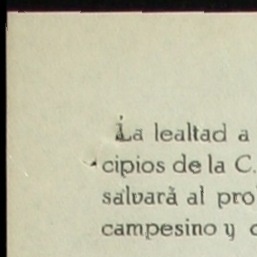 La lealtad a
cipios de la C.
salvará al pro
campesino y